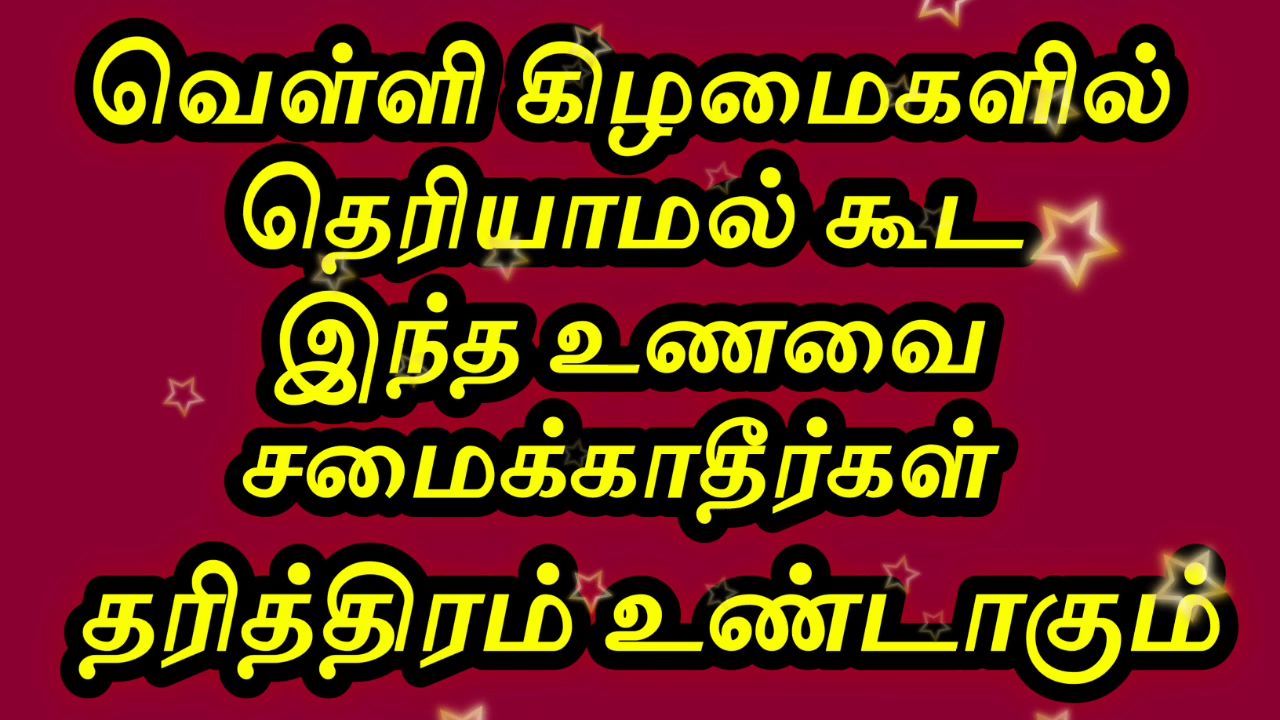 வெள்ளி கிழமைகளில்
தெரியாமல் கூட
இந்த உணவை
சமைக்காதீர்கள்
தரித்திரம் உண்டாகும்